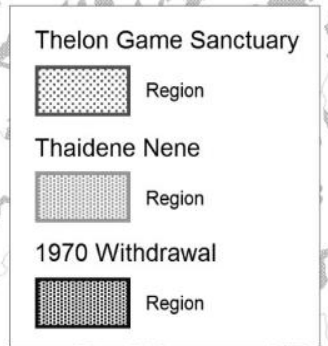 Thelon Game Sanctuary
Region
Thaidene Nene
Region
1970 Withdrawal
Region